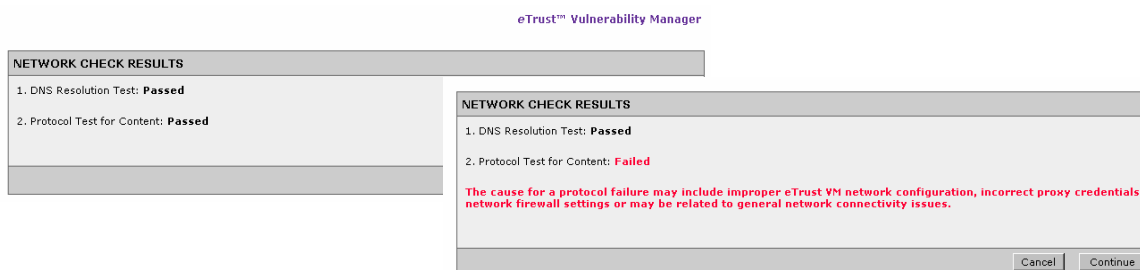 eTrust™ Vulnerability Manager
NETWORK CHECK RESULTS
1. DNS Resolution Test: Passed
2. Protocol Test for Content: Passed
NETWORK CHECK RESULTS
1. DNS Resolution Test: Passed
2. Protocol Test for Content: Failed
The cause for a protocol failure may include improper eTrust VM network configuration, incorrect proxy credentials
network firewall settings or may be related to general network connectivity issues.
Cancel Continue